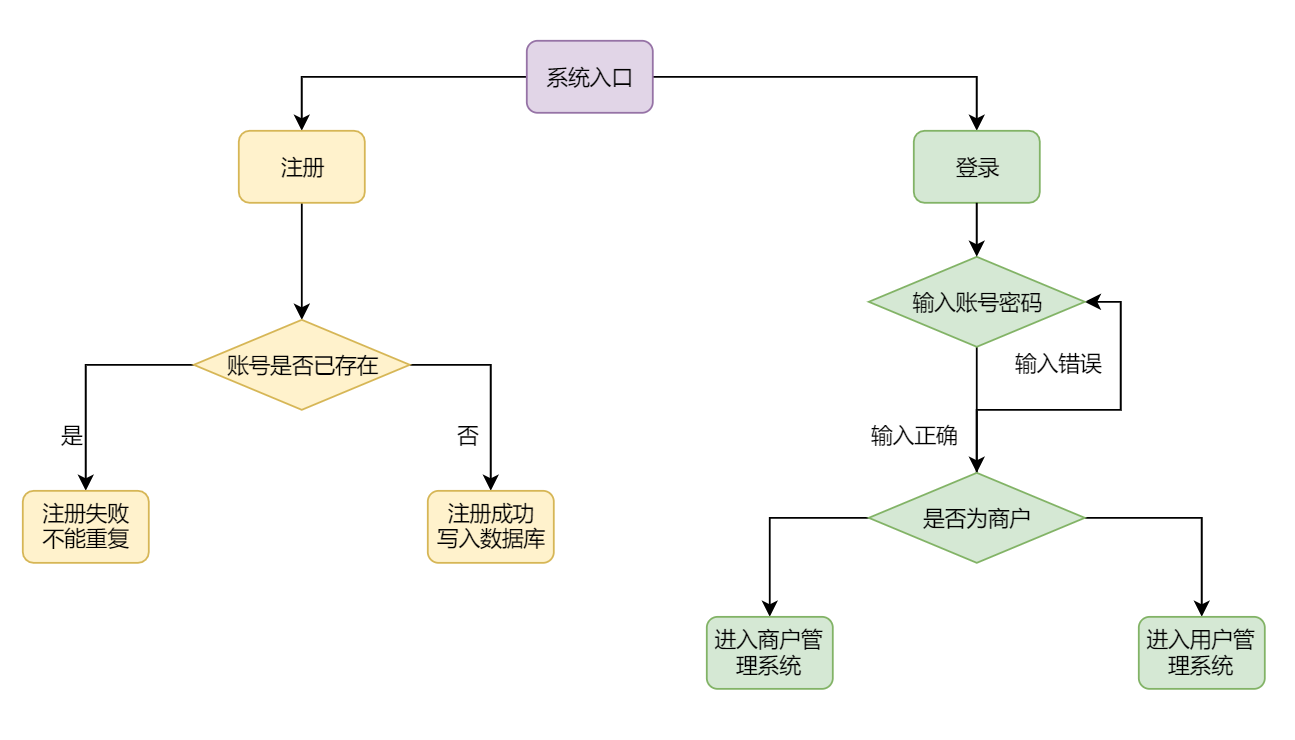 系统入口
注册
登录
输入账号密码
账号是否已存在
输入错误
是
否
输入正确
注册失败
不能重复
注册成功
写入数据库
是否为商户
进入商户管
理系统
进入用户管
理系统